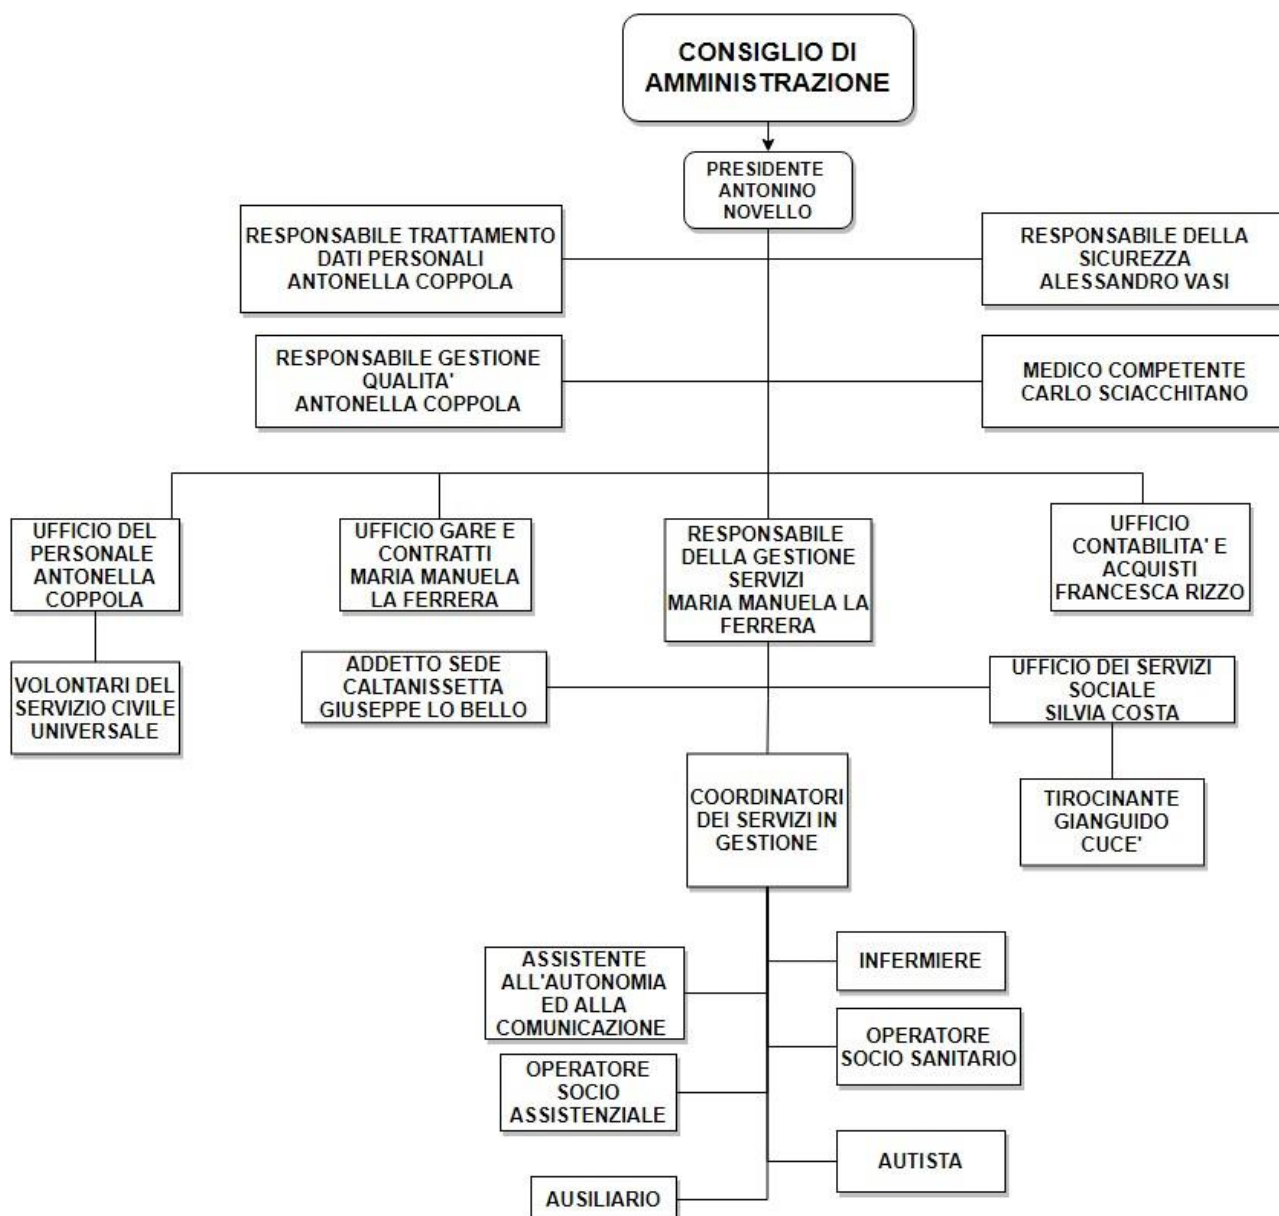 CONSIGLIO DI
AMMINISTRAZIONE
PRESIDENTE
ANTONINO
NOVELLO
RESPONSABILE TRATTAMENTO
DATI PERSONALI
ANTONELLA COPPOLA
RESPONSABILE DELLA
SICUREZZA
ALESSANDRO VASI
RESPONSABILE GESTIONE
QUALITA'
ANTONELLA COPPOLA
MEDICO COMPETENTE
CARLO SCIACCHITANO
UFFICIO DEL
PERSONALE
ANTONELLA
COPPOLA
UFFICIO GARE E
CONTRATTI
MARIA MANUELA
LA FERRERA
RESPONSABILE
DELLA GESTIONE
SERVIZI
MARIA MANUELA LA
FERRERA
UFFICIO
CONTABILITA' E
ACQUISTI
FRANCESCA RIZZO
VOLONTARI DEL
SERVIZIO CIVILE
UNIVERSALE
ADDETTO SEDE
CALTANISSETTA
GIUSEPPE LO BELLO
UFFICIO DEI SERVIZI
SOCIALE
SILVIA COSTA
COORDINATORI
DEI SERVIZI IN
GESTIONE
TIROCINANTE
GIANGUIDO
CUCE'
ASSISTENTE
ALL'AUTONOMIA
ED ALLA
COMUNICAZIONE
INFERMIERE
OPERATORE
SOCIO SANITARIO
OPERATORE
SOCIO
ASSISTENZIALE
AUTISTA
AUSILIARIO